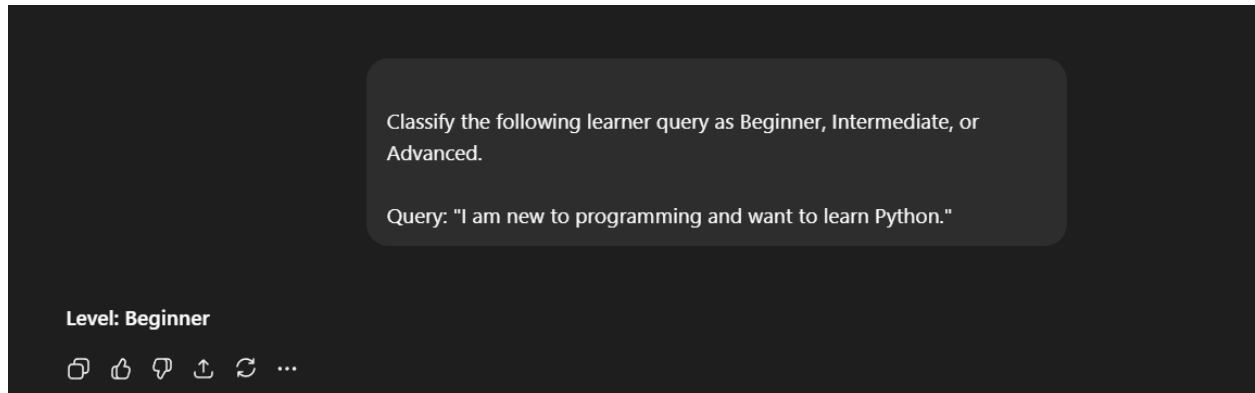 Classify the following learner query as Beginner, Intermediate, or
Advanced.
Query: "I am new to programming and want to learn Python."
Level: Beginner